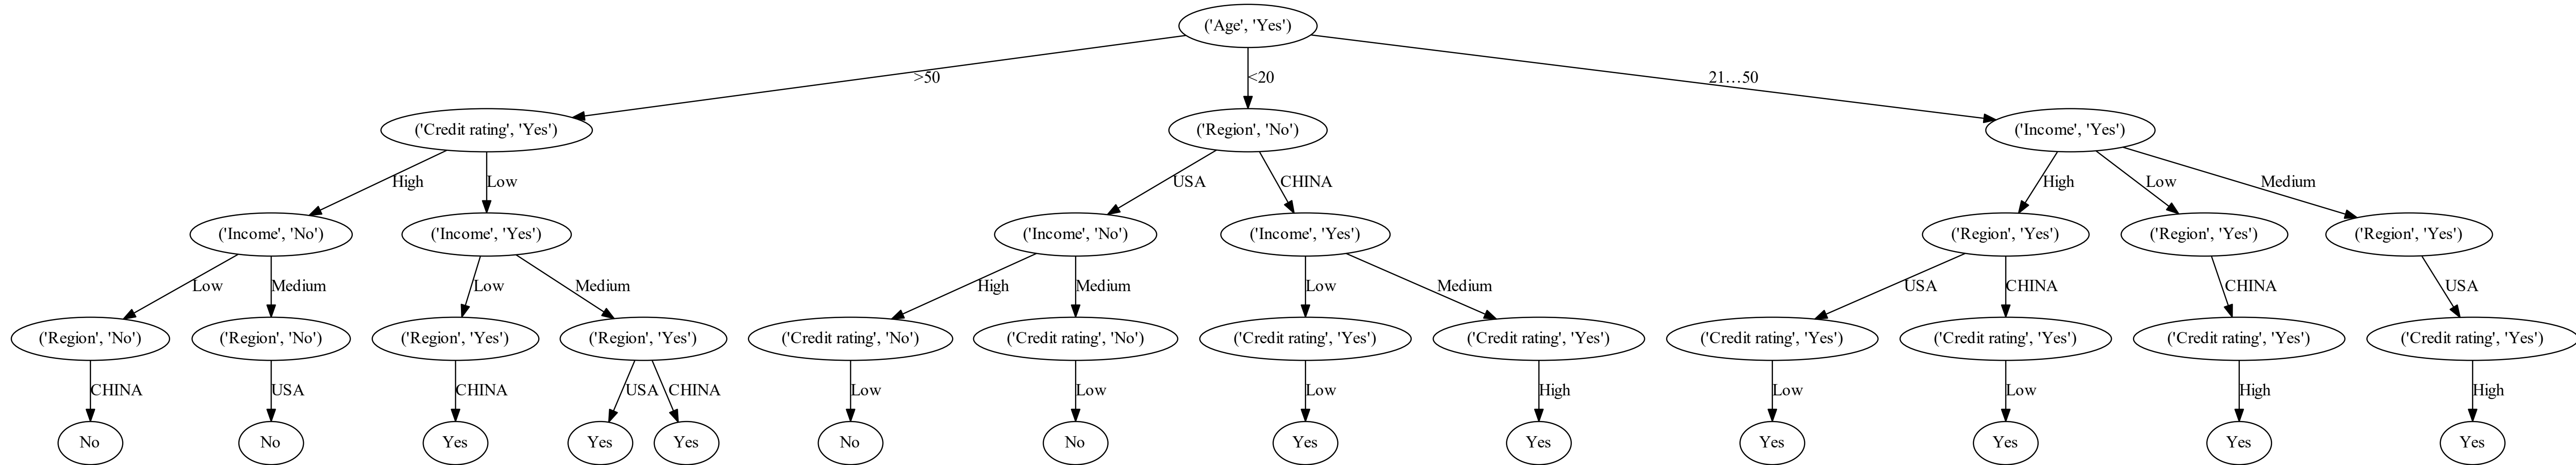 ('Age', 'Yes')
>50
<20
21…50
('Credit rating', 'Yes')
('Region', 'No')
('Income', 'Yes')
High
Low
USA
CHINA
High
Low
Medium
('Income', 'No')
('Income', 'Yes')
('Income', 'No')
('Income', 'Yes')
('Region', 'Yes')
('Region', 'Yes')
('Region', 'Yes')
Low
Medium
Low
Medium
High
Medium
Low
Medium
USA
CHINA
CHINA
USA
('Region', 'No')
('Region', 'No')
('Region', 'Yes')
('Region', 'Yes')
('Credit rating', 'No')
('Credit rating', 'No')
('Credit rating', 'Yes')
('Credit rating', 'Yes')
('Credit rating', 'Yes')
('Credit rating', 'Yes')
('Credit rating', 'Yes')
('Credit rating', 'Yes')
CHINA
USA
CHINA
USA
CHINA
Low
Low
Low
High
Low
Low
High
High
No
No
Yes
Yes
Yes
No
No
Yes
Yes
Yes
Yes
Yes
Yes